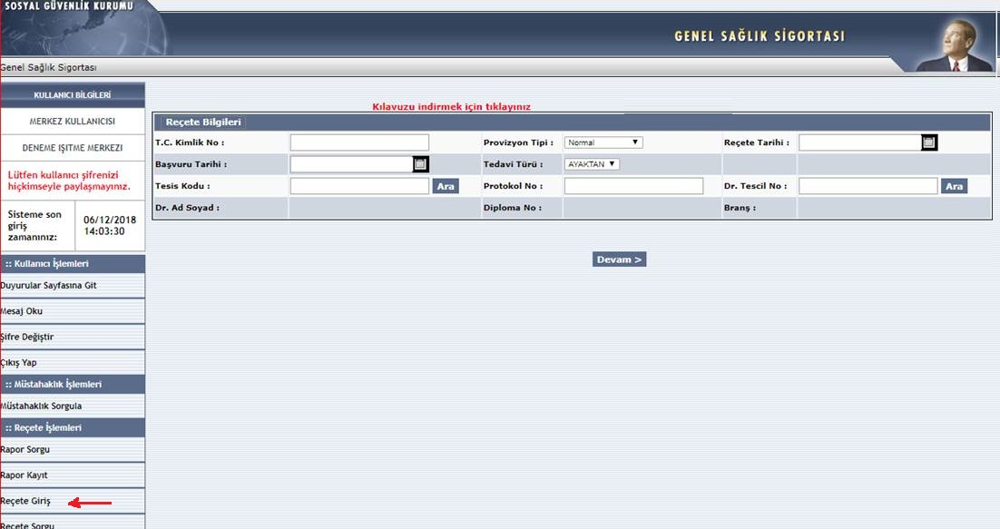 SOSYAL GÜVENLİK KURUMU
GENEL SAĞLIK SİGORTASI
Genel Sağlık Sigortası
KULLANICI BİLGİLERİ
MERKEZ KULLANICISI
DENEME İŞİTME MERKEZİ
Lütfen kullanıcı şifrenizi
hiçkimseyle paylaşmayınız.
Sisteme son
giriş
zamanınız:
06/12/2018
14:03:30
:: Kullanıcı İşlemleri
Duyurular Sayfasına Git
Mesaj Oku
Şifre Değiştir
Çıkış Yap
:: Müstahaklık İşlemleri
Müstahaklık Sorgula
:: Reçete İşlemleri
Rapor Sorgu
Rapor Kayıt
Reçete Giriş
Reçete Sorgu
Kılavuzu indirmek için tıklayınız
Reçete Bilgileri
T.C. Kimlik No : Provizyon Tipi : Normal Reçete Tarihi :
Başvuru Tarihi : Tedavi Türü : AYAKTAN
Tesis Kodu : Ara Protokol No : Dr. Tescil No : Ara
Dr. Ad Soyad : Diploma No : Branş :
Devam >